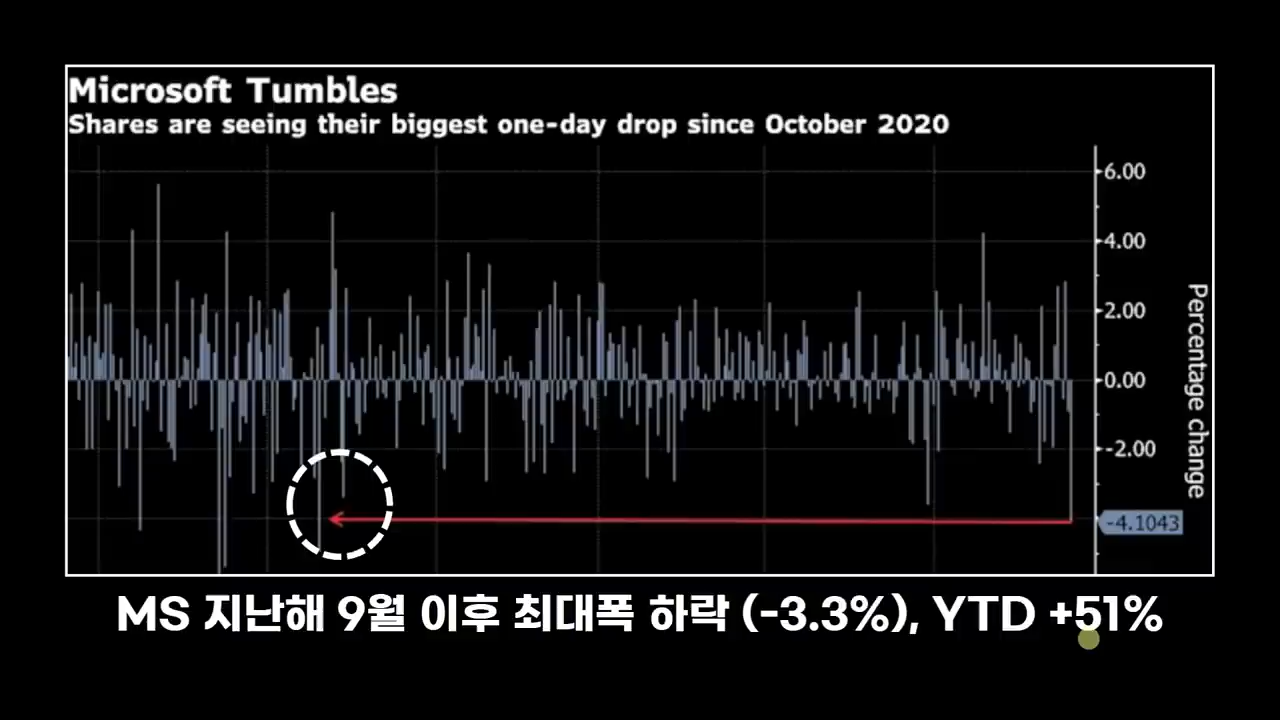 Microsoft Tumbles
Shares are seeing their biggest one-day drop since October 2020
6.00
4.00
2.00
0.00
-2.00
-4.1043
Percentage change
MS 지난해 9월 이후 최대폭 하락 (-3.3%), YTD +51%